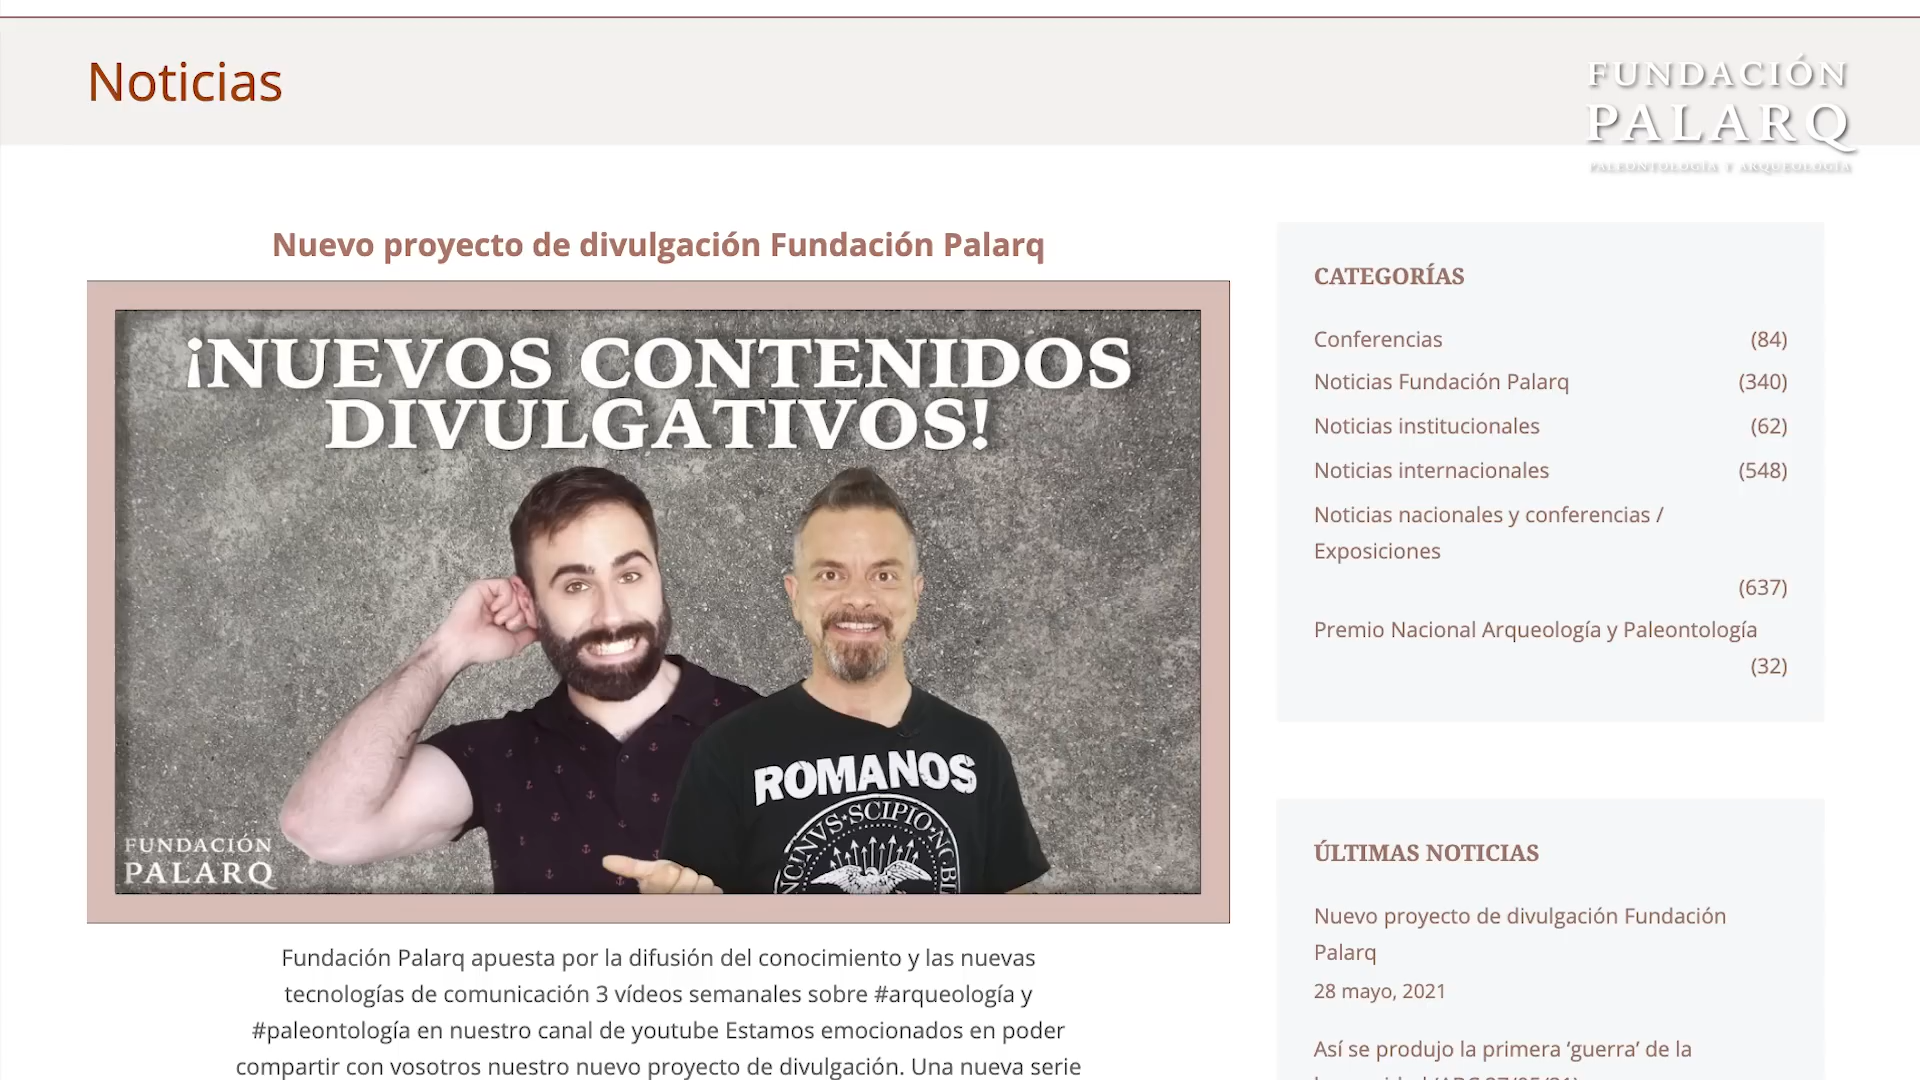 Noticias
FUNDACIÓN
PALARQ
PALEONTOLOGÍA Y ARQUEOLOGÍA
Nuevo proyecto de divulgación Fundación Palarq
¡NUEVOS CONTENIDOS
DIVULGATIVOS!
ROMANOS
SCIPIO
FUNDACIÓN
PALARQ
Fundación Palarq apuesta por la difusión del conocimiento y las nuevas
tecnologías de comunicación 3 vídeos semanales sobre #arqueología y
#paleontología en nuestro canal de youtube Estamos emocionados en poder
compartir con vosotros nuestro nuevo proyecto de divulgación. Una nueva serie
CATEGORÍAS
Conferencias (84)
Noticias Fundación Palarq (340)
Noticias institucionales (62)
Noticias internacionales (548)
Noticias nacionales y conferencias /
Exposiciones
(637)
Premio Nacional Arqueología y Paleontología
(32)
ÚLTIMAS NOTICIAS
Nuevo proyecto de divulgación Fundación
Palarq
28 mayo, 2021
Así se produjo la primera ‘guerra’ de la